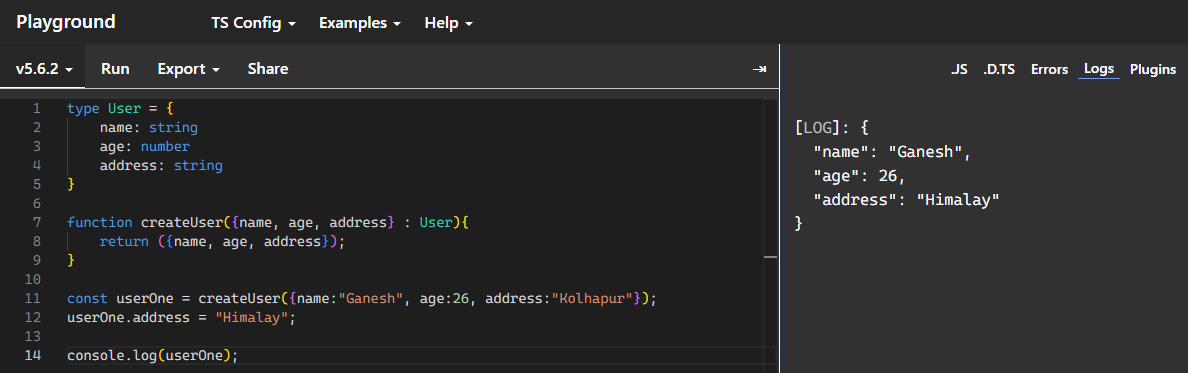 Playground TS Config Examples Help
v5.6.2 Run Export Share
.JS .D.TS Errors Logs Plugins
1 type User = {
2     name: string
3     age: number
4     address: string
5 }
6
7 function createUser({name, age, address} : User){
8     return ({name, age, address});
9 }
10
11 const userOne = createUser({name:"Ganesh", age:26, address:"Kolhapur"});
12 userOne.address = "Himalay";
13
14 console.log(userOne);
[LOG]: {
  "name": "Ganesh",
  "age": 26,
  "address": "Himalay"
}